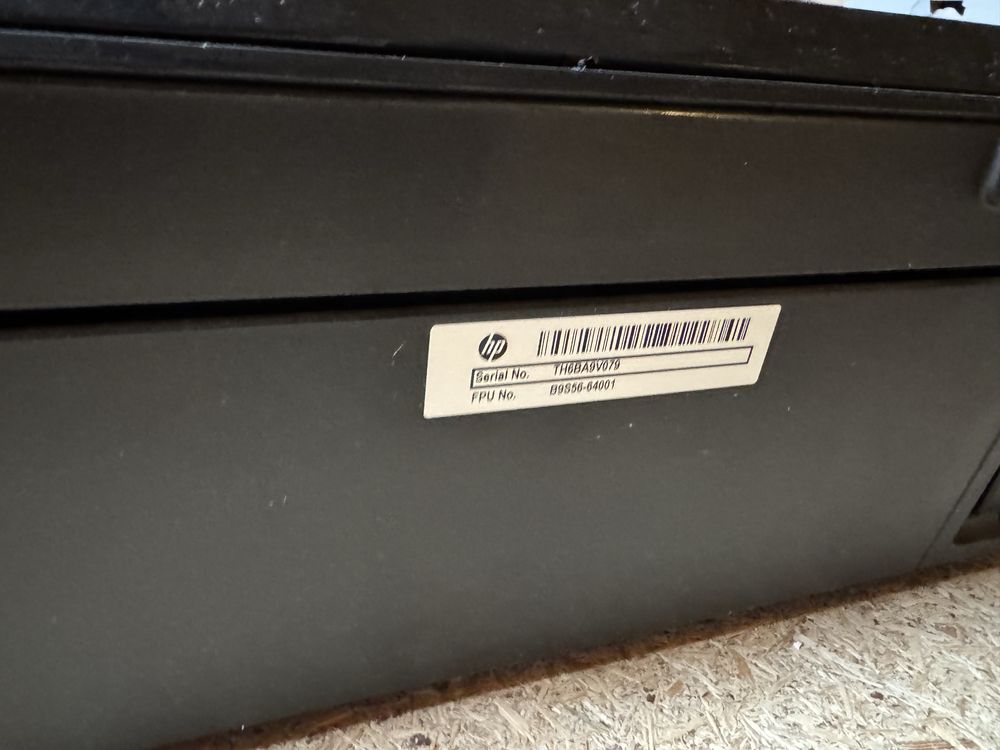 hp
Serial No. TH6BA9V079
FPU No. B9S56-64001